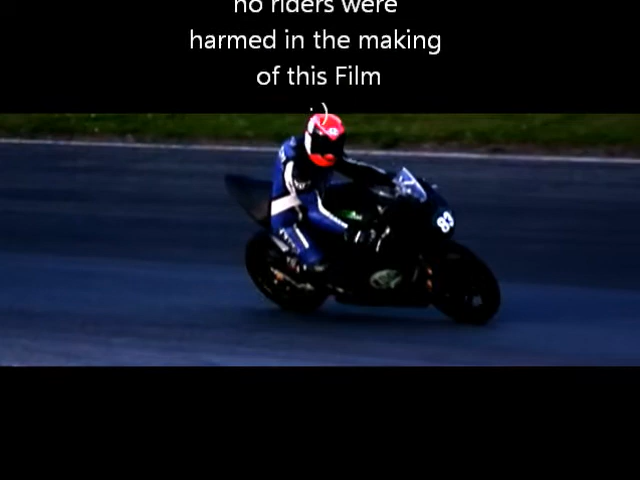 no riders were
harmed in the making
of this Film
83